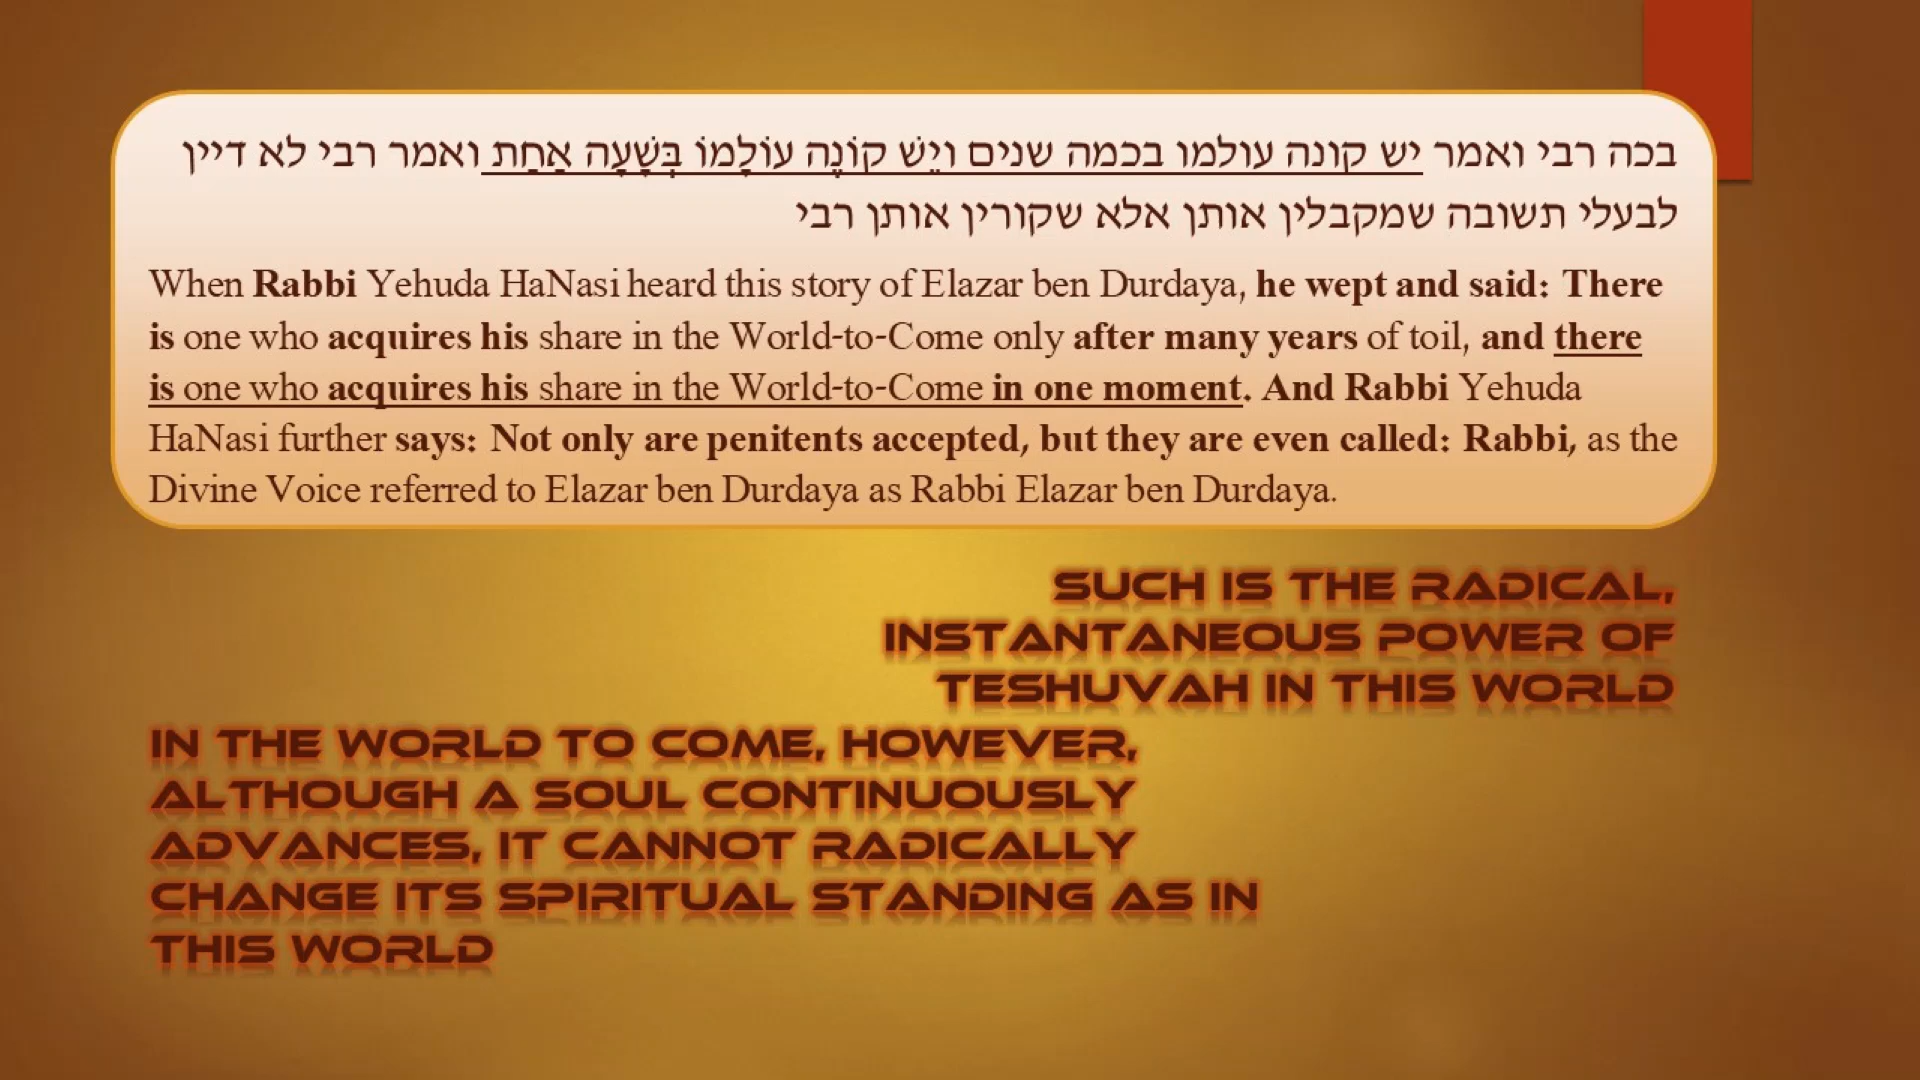 בכה רבי ואמר יש קונה עולמו בכמה שנים ויֵשׁ קוֹנֶה עוֹלָמוֹ בְּשָׁעָה אַחַת ואמר רבי לא דיין
לבעלי תשובה שמקבלין אותן אלא שקורין אותן רבי
When Rabbi Yehuda HaNasi heard this story of Elazar ben Durdaya, he wept and said: There
is one who acquires his share in the World-to-Come only after many years of toil, and there
is one who acquires his share in the World-to-Come in one moment. And Rabbi Yehuda
HaNasi further says: Not only are penitents accepted, but they are even called: Rabbi, as the
Divine Voice referred to Elazar ben Durdaya as Rabbi Elazar ben Durdaya.
SUCH IS THE RADICAL,
INSTANTANEOUS POWER OF
TESHUVAH IN THIS WORLD
IN THE WORLD TO COME, HOWEVER,
ALTHOUGH A SOUL CONTINUOUSLY
ADVANCES, IT CANNOT RADICALLY
CHANGE ITS SPIRITUAL STANDING AS IN
THIS WORLD